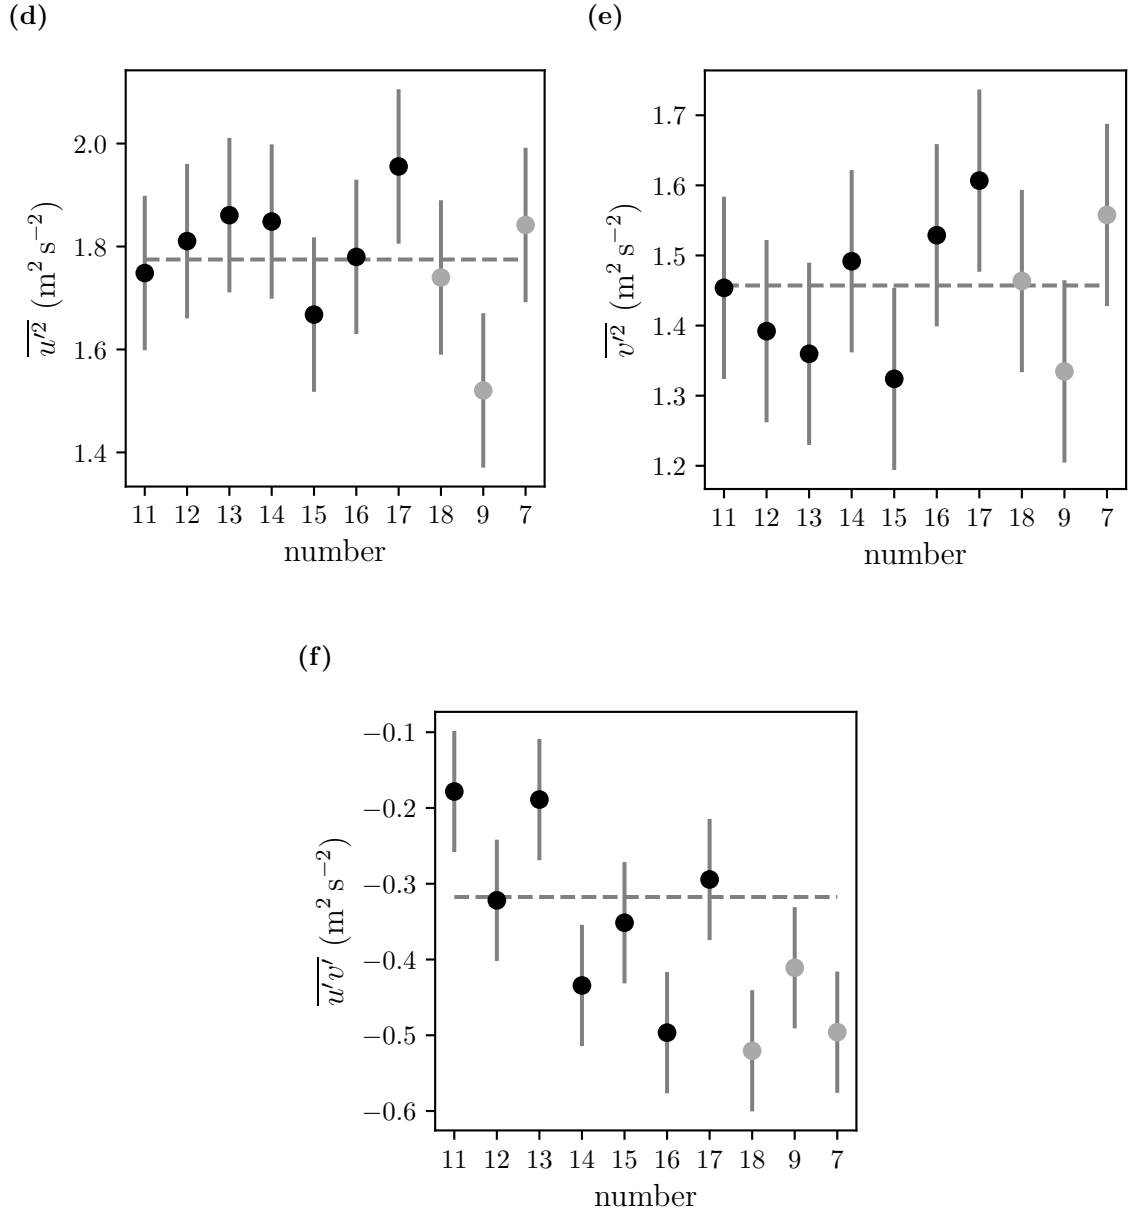 (d)
2.0
1.8
1.6
1.4
u′² (m² s⁻²)
11 12 13 14 15 16 17 18 9 7
number
(e)
1.7
1.6
1.5
1.4
1.3
1.2
v′² (m² s⁻²)
11 12 13 14 15 16 17 18 9 7
number
(f)
−0.1
−0.2
−0.3
−0.4
−0.5
−0.6
u′v′ (m² s⁻²)
11 12 13 14 15 16 17 18 9 7
number